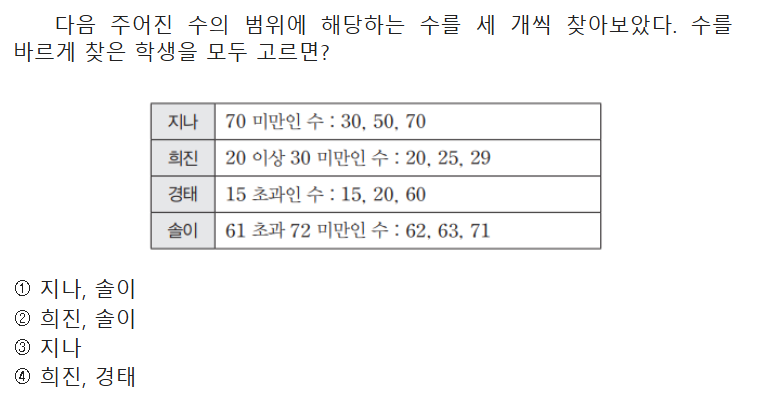 다음 주어진 수의 범위에 해당하는 수를 세 개씩 찾아보았다. 수를
바르게 찾은 학생을 모두 고르면?
지나 70 미만인 수 : 30, 50, 70
희진 20 이상 30 미만인 수 : 20, 25, 29
경태 15 초과인 수 : 15, 20, 60
솔이 61 초과 72 미만인 수 : 62, 63, 71
① 지나, 솔이
② 희진, 솔이
③ 지나
④ 희진, 경태